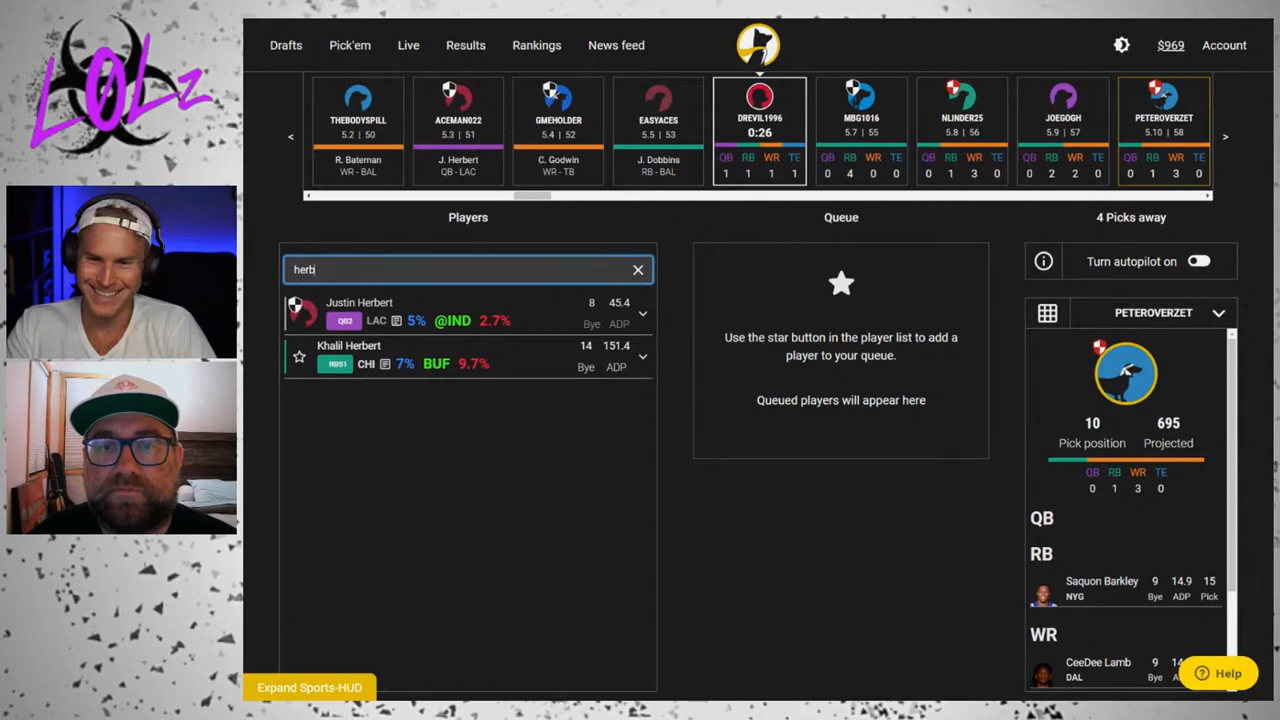 L0Lz
Drafts Pick'em Live Results Rankings News feed $969 Account
<
THEBODYSPILL
5.2 | 50
R. Bateman
WR - BAL
ACEMAN022
5.3 | 51
J. Herbert
QB - LAC
GMEHOLDER
5.4 | 52
C. Godwin
WR - TB
EASYACES
5.5 | 53
J. Dobbins
RB - BAL
DREVIL1996
0:26
QB RB WR TE
1 1 1 1
MBG1016
5.7 | 55
QB RB WR TE
0 4 0 0
NLINDER25
5.8 | 56
QB RB WR TE
0 1 3 0
JOEGOGH
5.9 | 57
QB RB WR TE
0 2 2 0
PETEROVERZET
5.10 | 58
QB RB WR TE
0 1 3 0
>
Players
herb
Justin Herbert 8 45.4
QB2 LAC 5% @IND 2.7% Bye ADP
Khalil Herbert 14 151.4
RB51 CHI 7% BUF 9.7% Bye ADP
Queue
Use the star button in the player list to add a
player to your queue.
Queued players will appear here
4 Picks away
Turn autopilot on
PETEROVERZET
10 695
Pick position Projected
QB RB WR TE
0 1 3 0
QB
RB
Saquon Barkley 9 14.9 15
NYG Bye ADP Pick
WR
CeeDee Lamb 9
DAL Bye
Help
Expand Sports-HUD